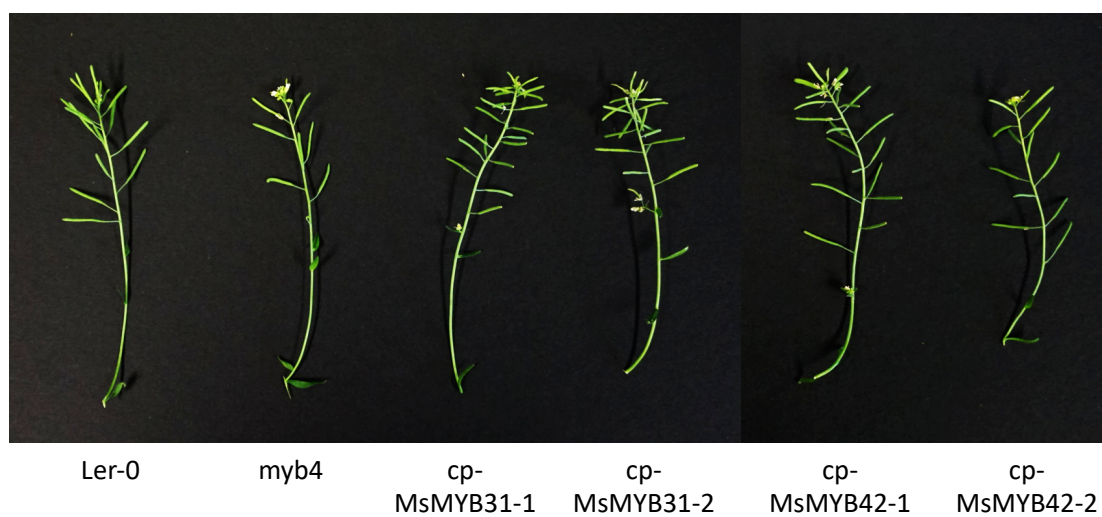 Ler-0
myb4
cp-
MsMYB31-1
cp-
MsMYB31-2
cp-
MsMYB42-1
cp-
MsMYB42-2